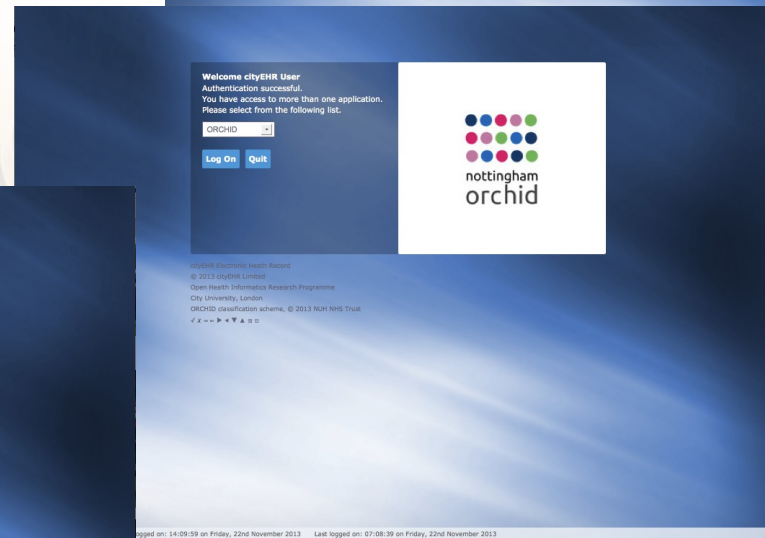 Welcome cityEHR User
Authentication successful.
You have access to more than one application.
Please select from the following list.
ORCHID
Log On Quit
nottingham
orchid
cityEHR Electronic Health Record
© 2013 cityEHR Limited
Open Health Informatics Research Programme
City University, London
ORCHID classification scheme, © 2013 NUH NHS Trust
logged on: 14:09:59 on Friday, 22nd November 2013 Last logged on: 07:08:39 on Friday, 22nd November 2013